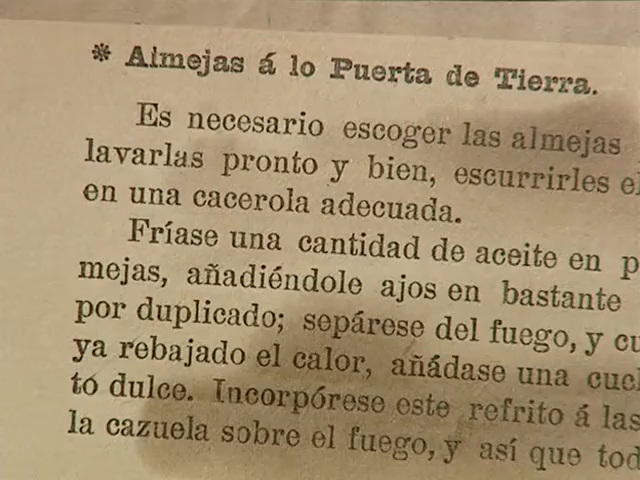 * Almejas á lo Puerta de Tierra.
Es necesario escoger las almejas
lavarlas pronto y bien, escurrirles el
en una cacerola adecuada.
Fríase una cantidad de aceite en p
mejas, añadiéndole ajos en bastante
por duplicado; sepárese del fuego, y cu
ya rebajado el calor, añádase una cuch
to dulce. Incorpórese este refrito á las
la cazuela sobre el fuego, y así que tod